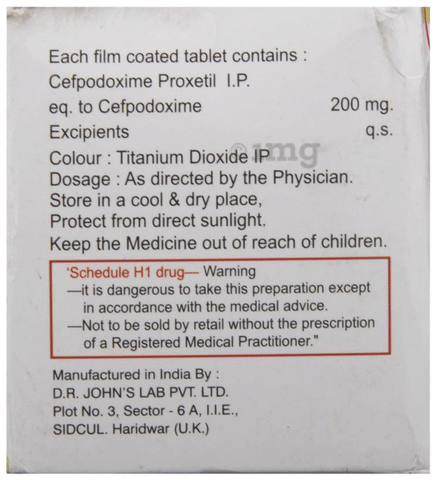 Each film coated tablet contains :
Cefpodoxime Proxetil I.P.
eq. to Cefpodoxime 200 mg.
Excipients q.s.
Colour : Titanium Dioxide IP
1mg
Dosage : As directed by the Physician.
Store in a cool & dry place,
Protect from direct sunlight.
Keep the Medicine out of reach of children.
'Schedule H1 drug— Warning
—it is dangerous to take this preparation except
in accordance with the medical advice.
—Not to be sold by retail without the prescription
of a Registered Medical Practitioner."
Manufactured in India By :
D.R. JOHN'S LAB PVT. LTD.
Plot No. 3, Sector - 6 A, I.I.E.,
SIDCUL. Haridwar (U.K.)